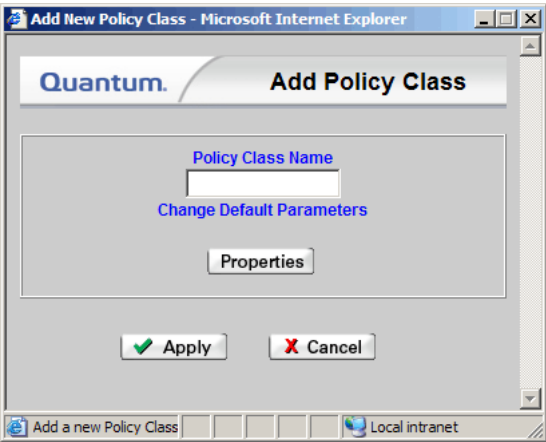 Add New Policy Class - Microsoft Internet Explorer
Quantum.
Add Policy Class
Policy Class Name
Change Default Parameters
Properties
Apply
Cancel
Add a new Policy Class
Local intranet